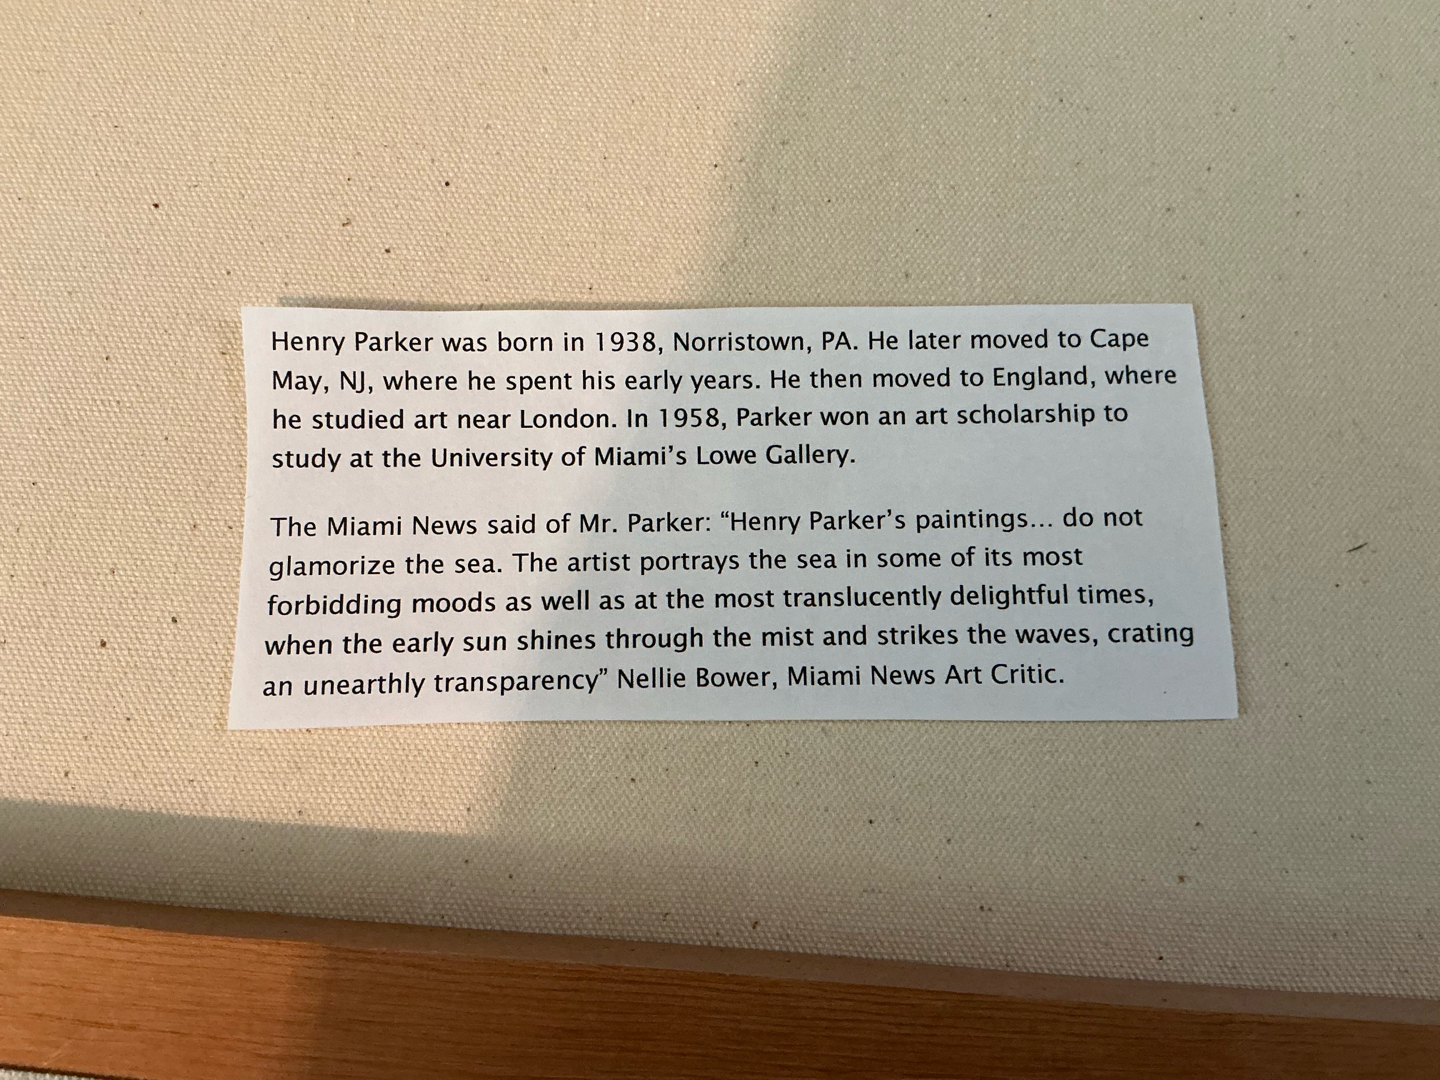 Henry Parker was born in 1938, Norristown, PA. He later moved to Cape
May, NJ, where he spent his early years. He then moved to England, where
he studied art near London. In 1958, Parker won an art scholarship to
study at the University of Miami’s Lowe Gallery.
The Miami News said of Mr. Parker: “Henry Parker’s paintings... do not
glamorize the sea. The artist portrays the sea in some of its most
forbidding moods as well as at the most translucently delightful times,
when the early sun shines through the mist and strikes the waves, crating
an unearthly transparency” Nellie Bower, Miami News Art Critic.